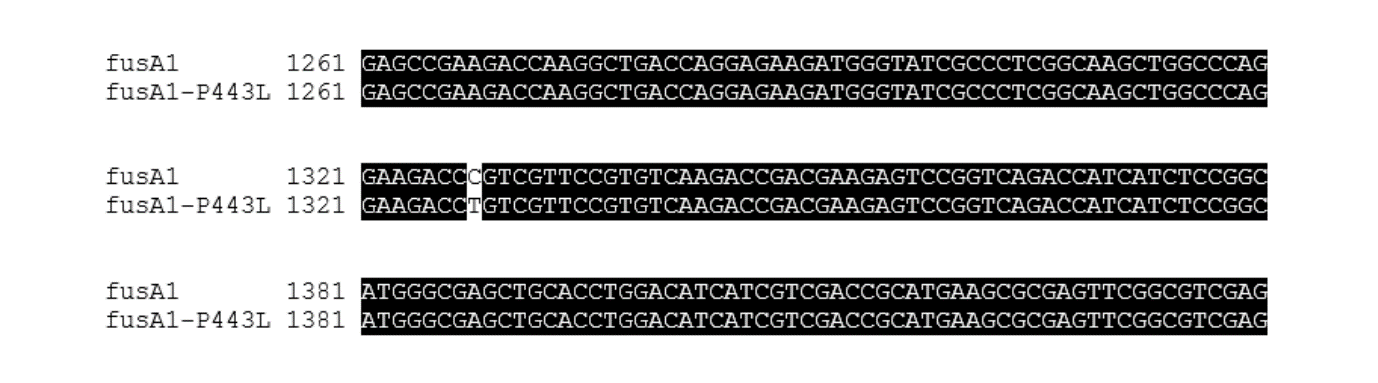 fusA1 1261 GAGCCGAAGACCAAGGCTGACCAGGAGAAGATGGGTATCGCCCTCGGCAAGCTGGCCCAG
fusA1-P443L 1261 GAGCCGAAGACCAAGGCTGACCAGGAGAAGATGGGTATCGCCCTCGGCAAGCTGGCCCAG
fusA1 1321 GAAGACCCGTCGTTCCGTGTCAAGACCGACGAAGAGTCCGGTCAGACCATCATCTCCGGC
fusA1-P443L 1321 GAAGACCTGTCGTTCCGTGTCAAGACCGACGAAGAGTCCGGTCAGACCATCATCTCCGGC
fusA1 1381 ATGGGCGAGCTGCACCTGGACATCATCGTCGACCGCATGAAGCGCGAGTTCGGCGTCGAG
fusA1-P443L 1381 ATGGGCGAGCTGCACCTGGACATCATCGTCGACCGCATGAAGCGCGAGTTCGGCGTCGAG